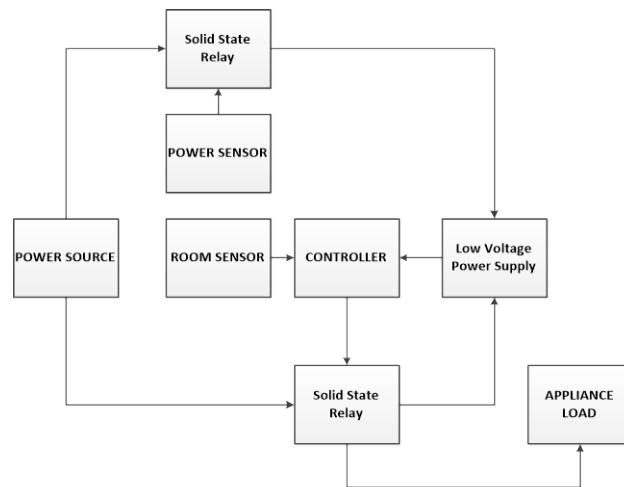 Solid State
Relay
POWER SENSOR
POWER SOURCE
ROOM SENSOR
CONTROLLER
Low Voltage
Power Supply
Solid State
Relay
APPLIANCE
LOAD